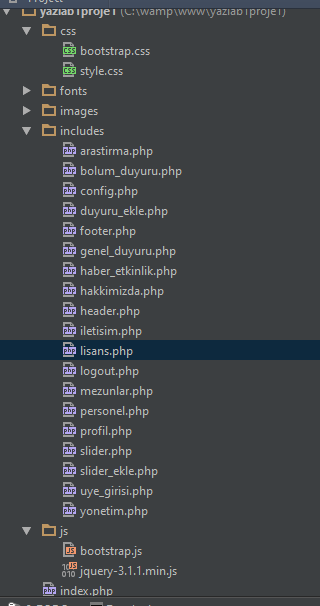 yazlab1proje1 (C:\wamp\www\yazlab1proje1)
css
bootstrap.css
style.css
fonts
images
includes
arastirma.php
bolum_duyuru.php
config.php
duyuru_ekle.php
footer.php
genel_duyuru.php
haber_etkinlik.php
hakkimizda.php
header.php
iletisim.php
lisans.php
logout.php
mezunlar.php
personel.php
profil.php
slider.php
slider_ekle.php
uye_girisi.php
yonetim.php
js
bootstrap.js
jquery-3.1.1.min.js
index.php